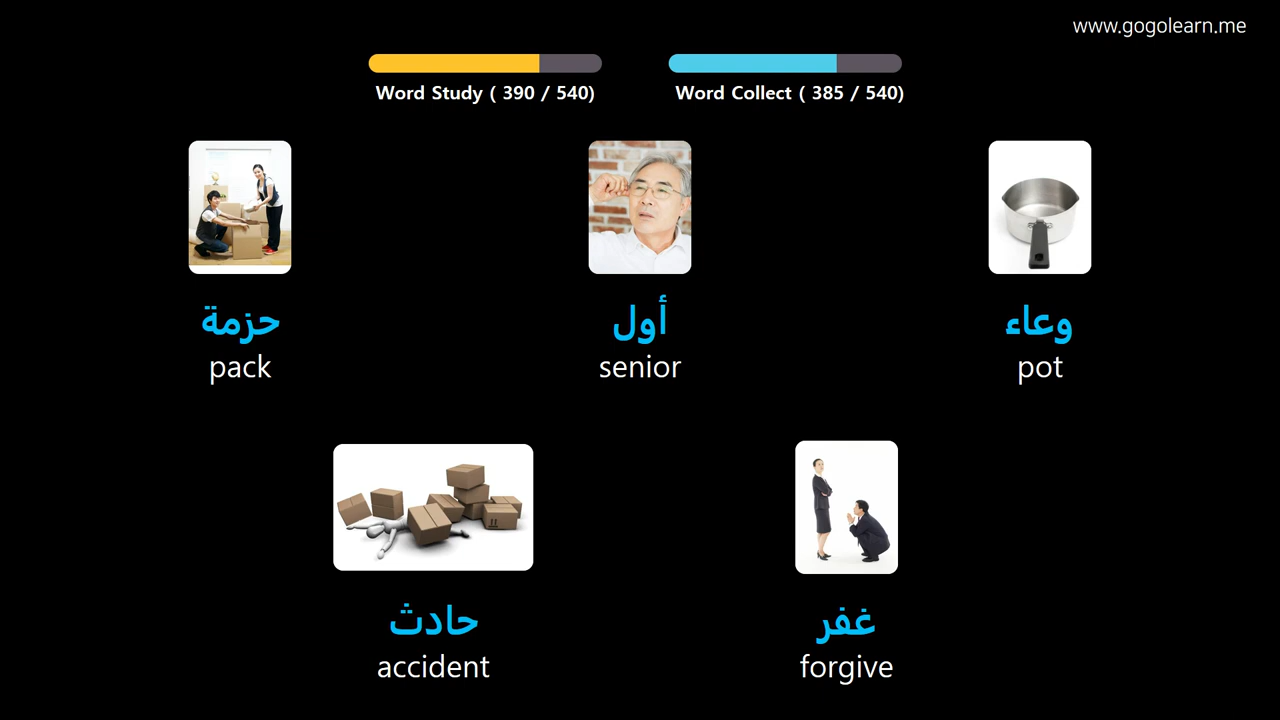 www.gogolearn.me
Word Study ( 390 / 540)
Word Collect ( 385 / 540)
حزمة
pack
أول
senior
وعاء
pot
حادث
accident
غفر
forgive